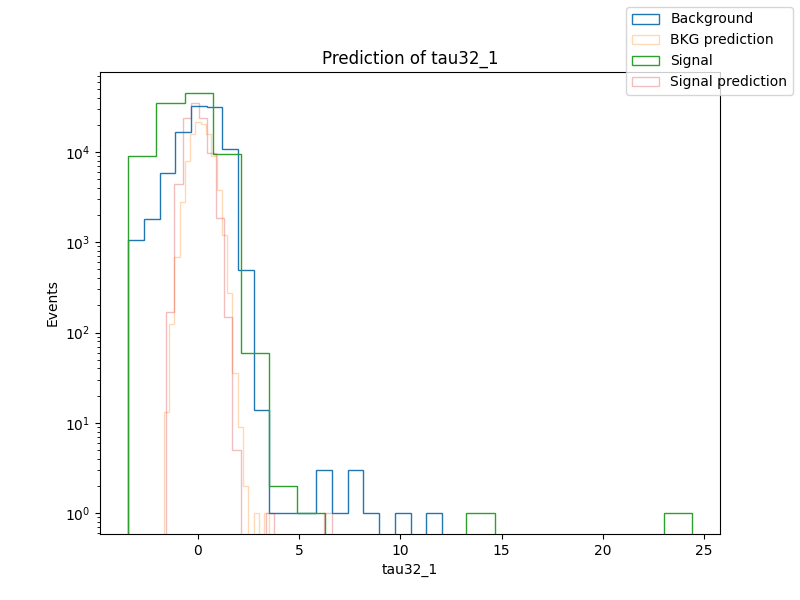 Prediction of tau32_1
Background
BKG prediction
Signal
Signal prediction
Events
10^4
10^3
10^2
10^1
10^0
0 5 10 15 20 25
tau32_1